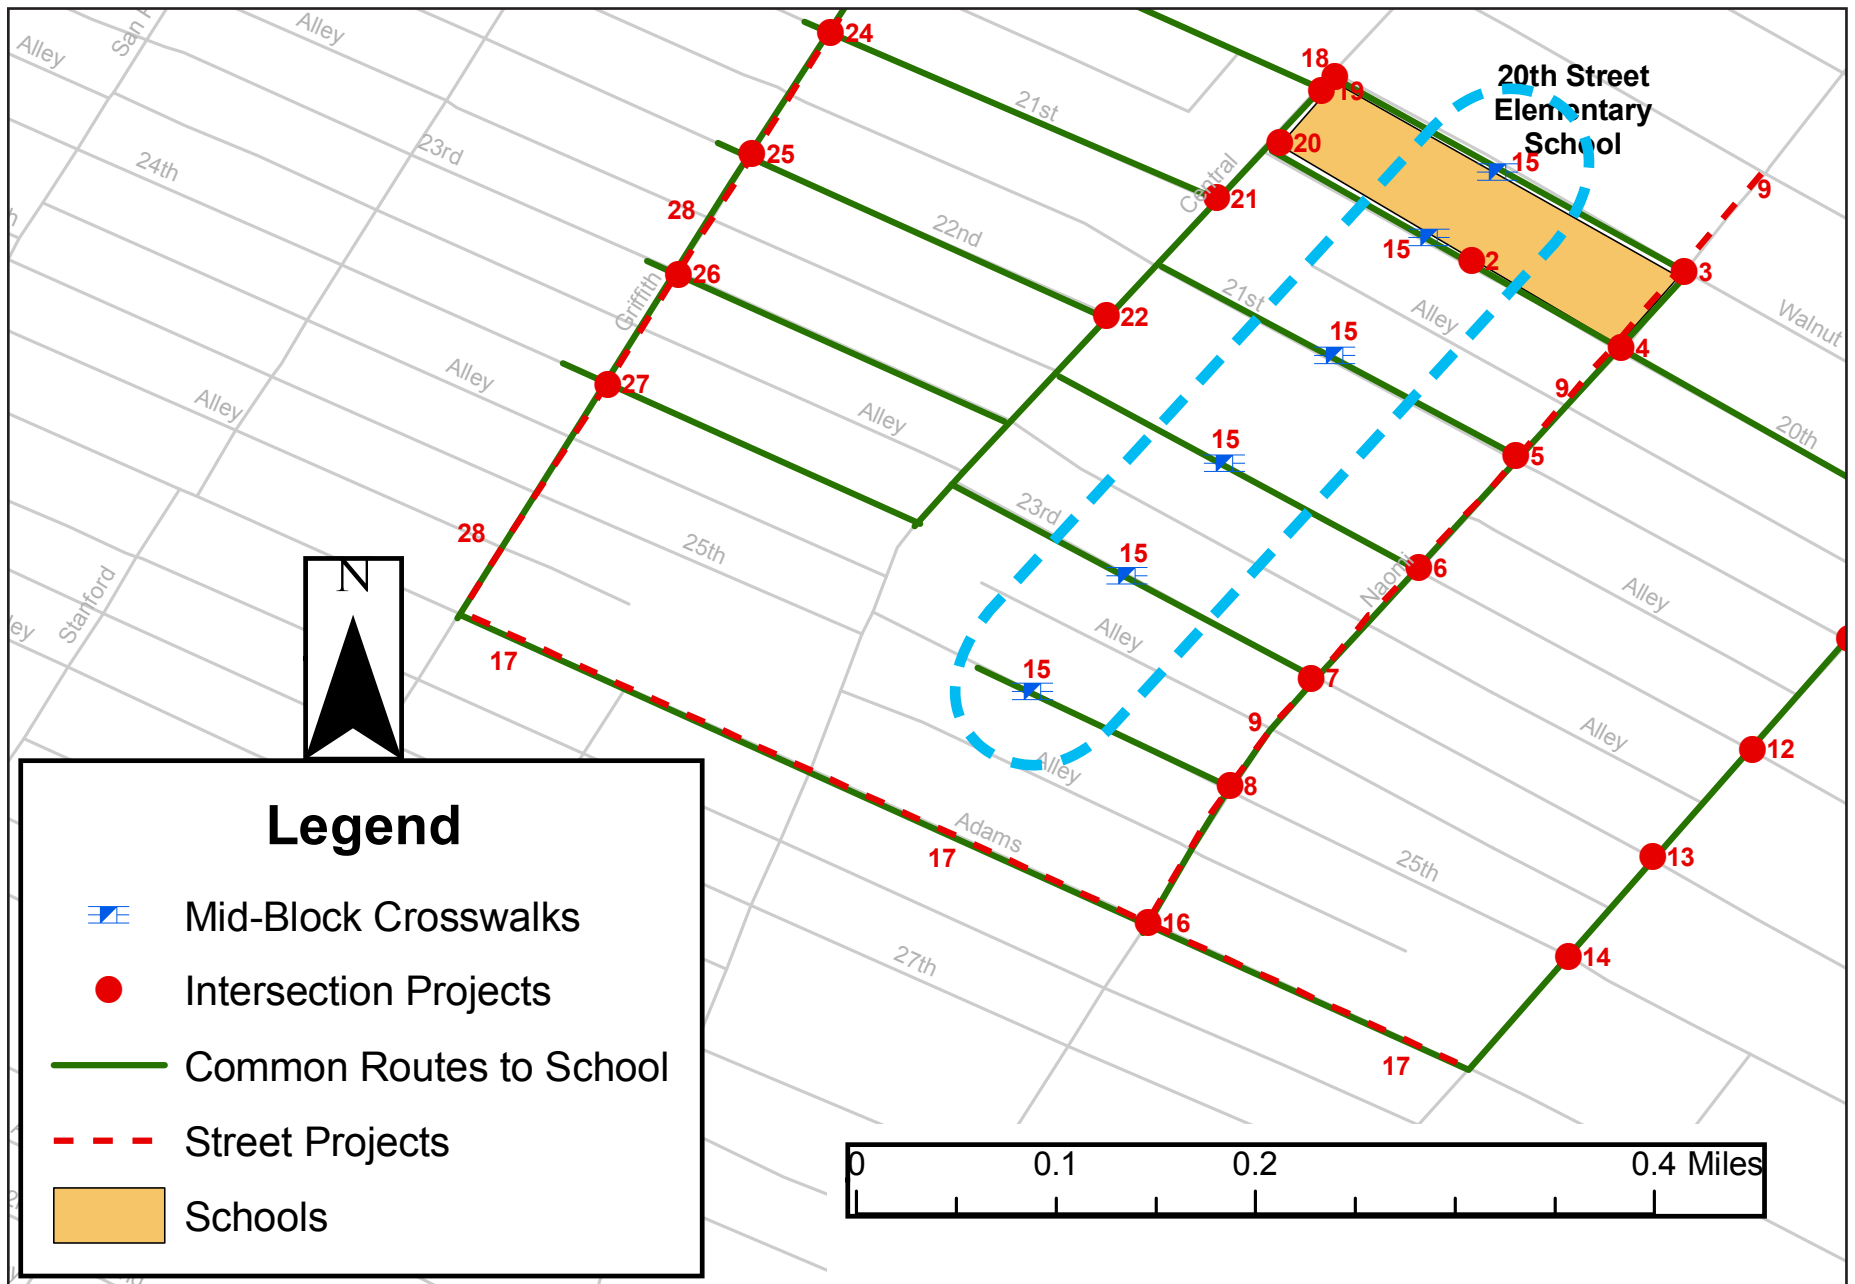 Alley
San
Alley
24
21st
18
19
20th Street
Elementary
School
23rd
24th
25
20
15
Central
21
9
28
22nd
15
2
3
26
Griffith
22
21st
Alley
Walnut
15
4
27
Alley
Alley
Alley
9
20th
15
5
28
23rd
25th
15
Naomi
6
Alley
Stanford
N
ley
17
15
Alley
7
9
Alley
12
Alley
8
Adams
17
25th
13
16
27th
14
17
Legend
Mid-Block Crosswalks
Intersection Projects
Common Routes to School
Street Projects
Schools
0 0.1 0.2 0.4 Miles